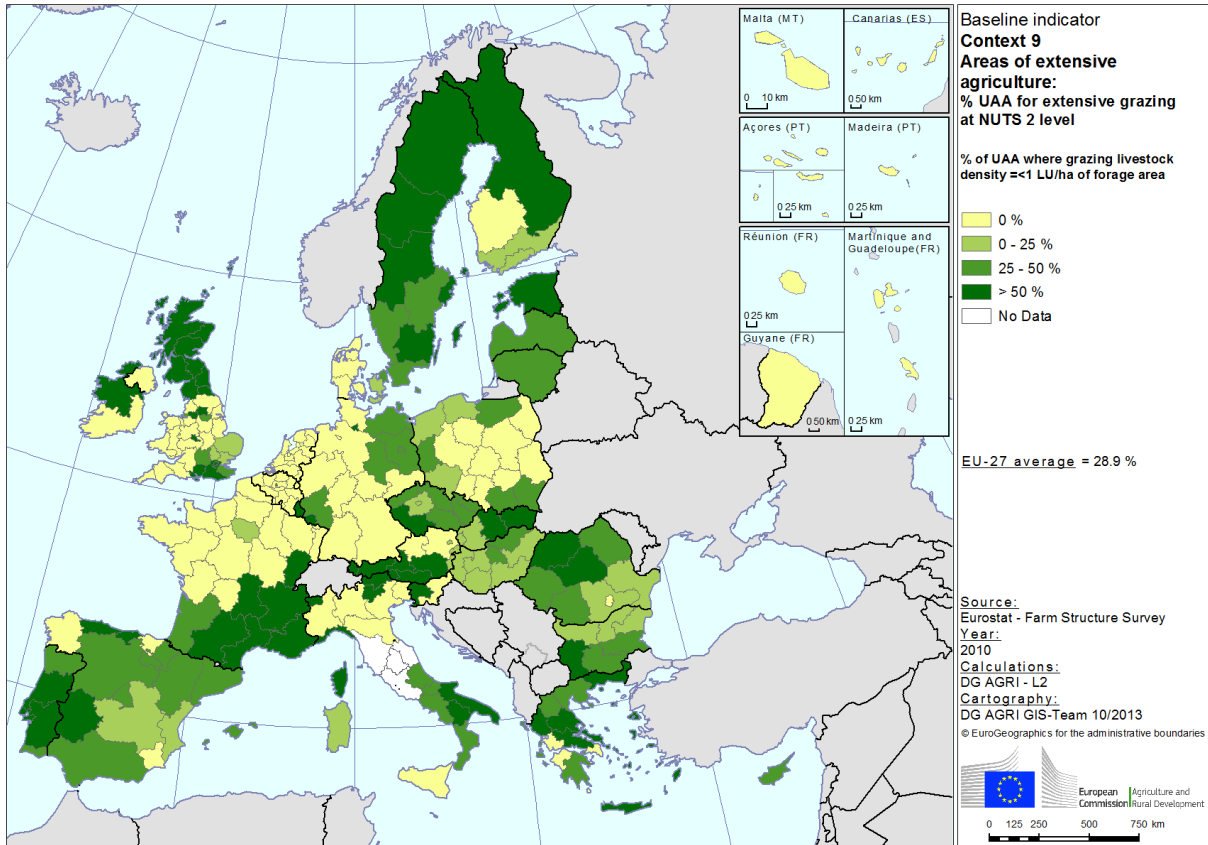 Malta (MT)
0 10 km
Canarias (ES)
0 50 km
Açores (PT)
0 25 km
Madeira (PT)
0 25 km
Réunion (FR)
0 25 km
Martinique and
Guadeloupe(FR)
0 25 km
Guyane (FR)
0 50 km
Baseline indicator
Context 9
Areas of extensive
agriculture:
% UAA for extensive grazing
at NUTS 2 level
% of UAA where grazing livestock
density =<1 LU/ha of forage area
0 %
0 - 25 %
25 - 50 %
> 50 %
No Data
EU-27 average = 28.9 %
Source:
Eurostat - Farm Structure Survey
Year:
2010
Calculations:
DG AGRI - L2
Cartography:
DG AGRI GIS-Team 10/2013
© EuroGeographics for the administrative boundaries
European
Commission
Agriculture and
Rural Development
0 125 250 500 750 km